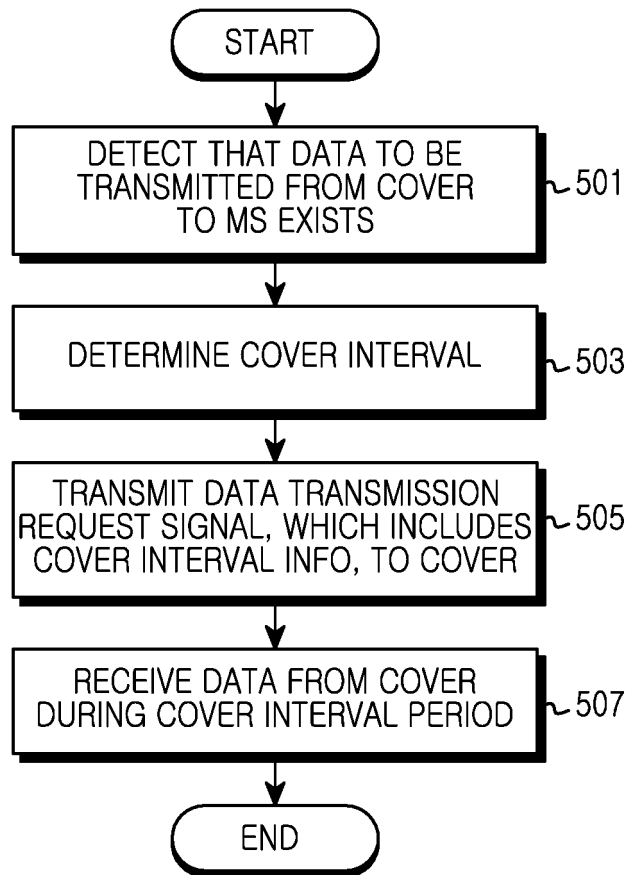 START
DETECT THAT DATA TO BE
TRANSMITTED FROM COVER
TO MS EXISTS
501
DETERMINE COVER INTERVAL
503
TRANSMIT DATA TRANSMISSION
REQUEST SIGNAL, WHICH INCLUDES
COVER INTERVAL INFO, TO COVER
505
RECEIVE DATA FROM COVER
DURING COVER INTERVAL PERIOD
507
END